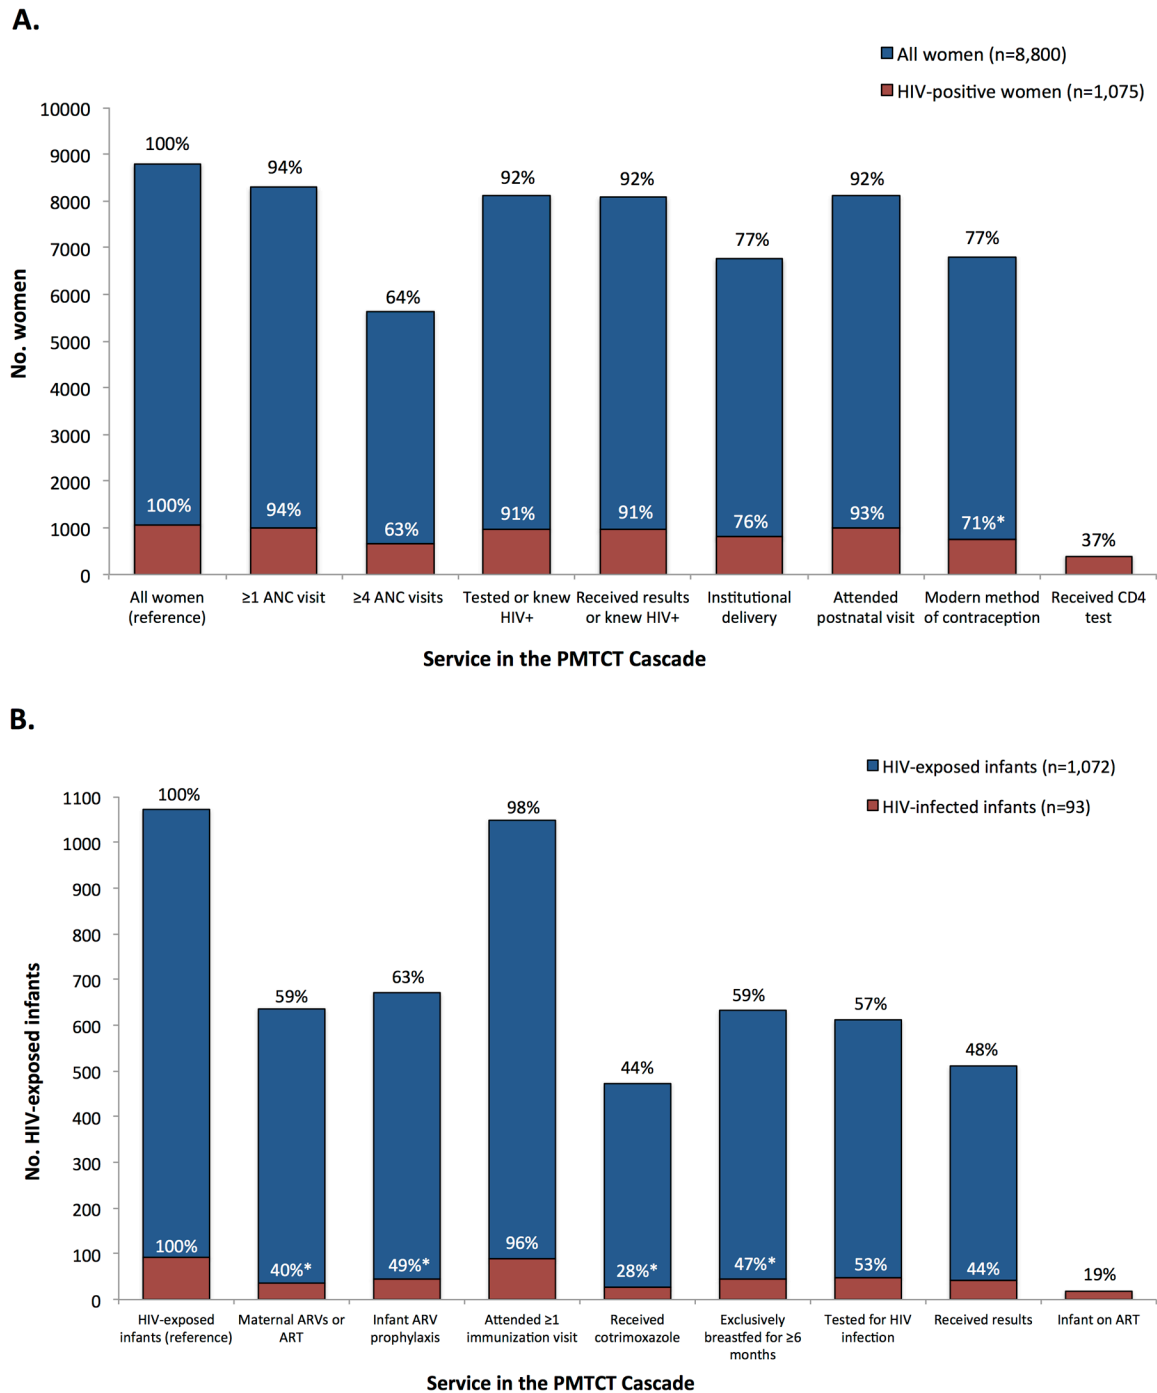 A.
All women (n=8,800)
HIV-positive women (n=1,075)
10000
9000
8000
7000
6000
5000
4000
3000
2000
1000
0
No. women
100%
94%
64%
92%
92%
77%
92%
77%
37%
100%
94%
63%
91%
91%
76%
93%
71%*
All women
(reference)
≥1 ANC visit
≥4 ANC visits
Tested or knew
HIV+
Received results
or knew HIV+
Institutional
delivery
Attended
postnatal visit
Modern method
of contraception
Received CD4
test
Service in the PMTCT Cascade
B.
HIV-exposed infants (n=1,072)
HIV-infected infants (n=93)
1100
1000
900
800
700
600
500
400
300
200
100
0
No. HIV-exposed infants
100%
59%
63%
98%
44%
59%
57%
48%
19%
100%
40%*
49%*
96%
28%*
47%*
53%
44%
HIV-exposed
infants (reference)
Maternal ARVs or
ART
Infant ARV
prophylaxis
Attended ≥1
immunization visit
Received
cotrimoxazole
Exclusively
breastfed for ≥6
months
Tested for HIV
infection
Received results
Infant on ART
Service in the PMTCT Cascade